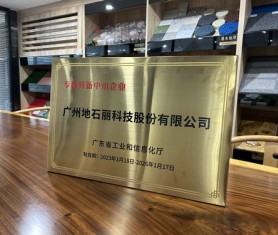 专精特新中小企业
广州地石丽科技股份有限公司
广东省工业和信息化厅
有效期：2023年1月18日-2026年1月17日